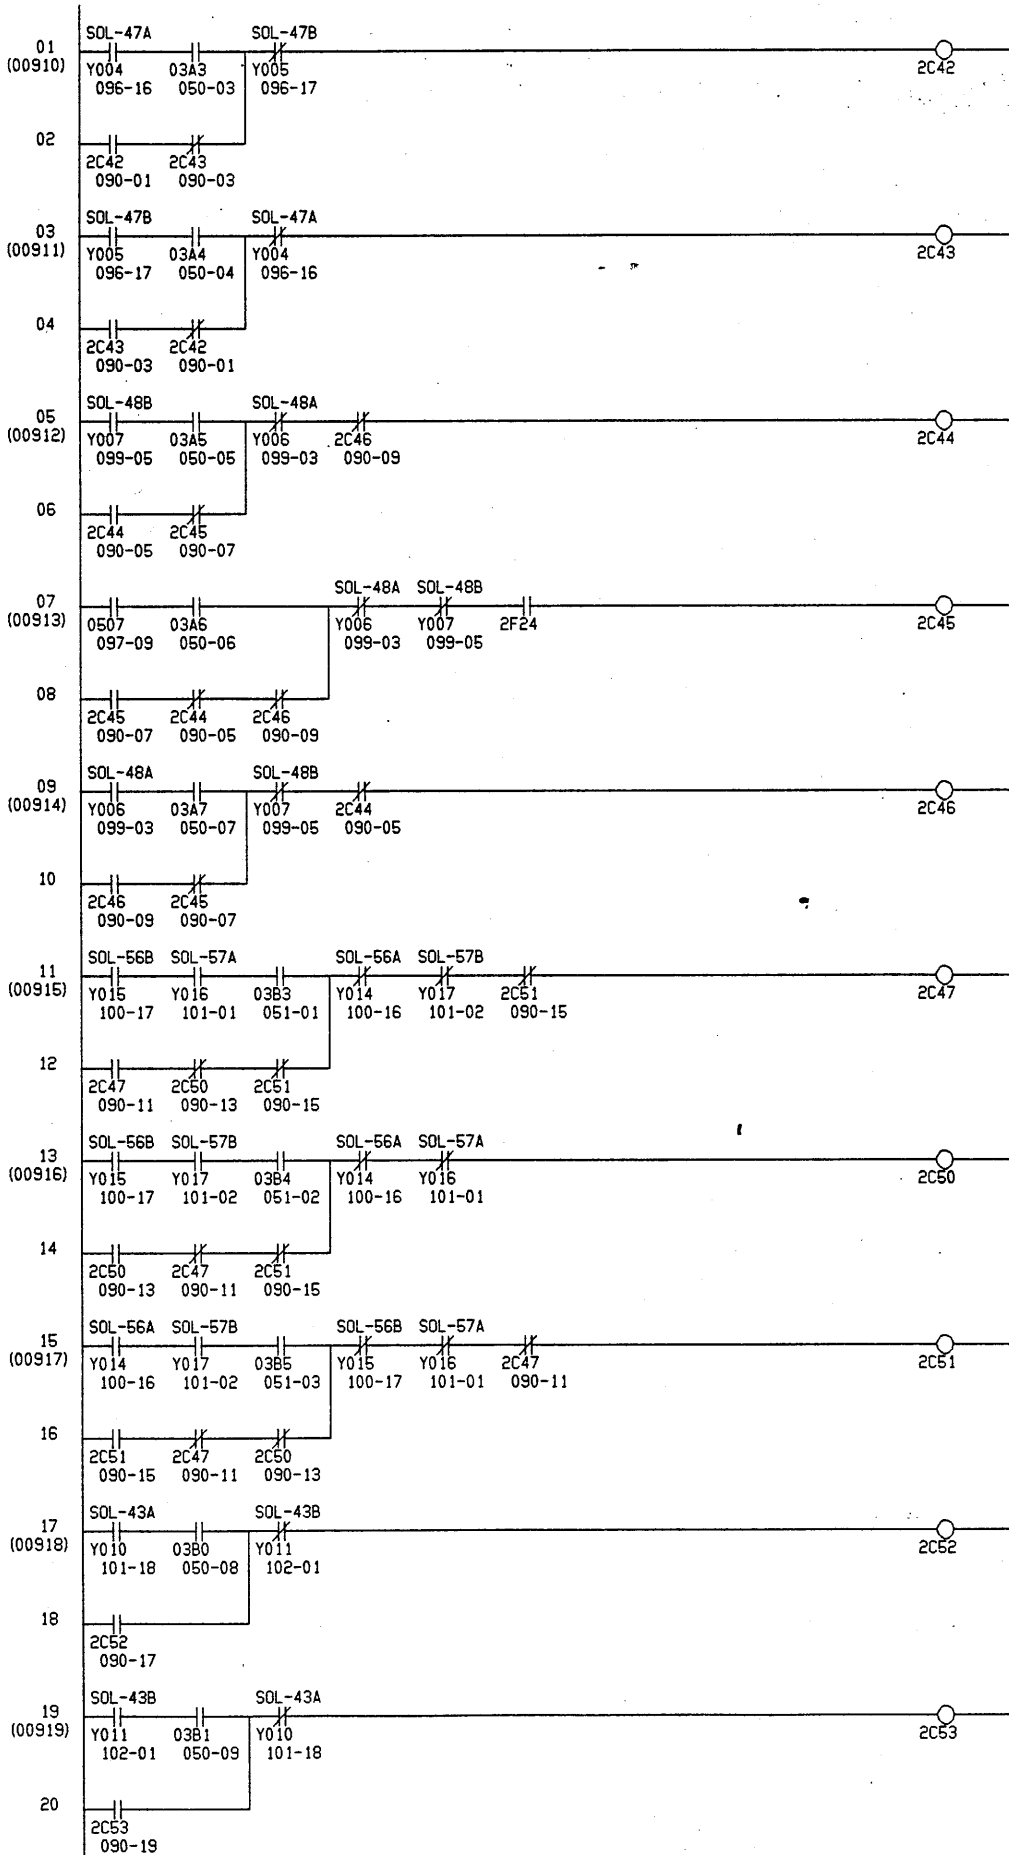 SOL-47A SOL-47B
01
(00910) Y004 03A3 Y005 2C42
096-16 050-03 096-17
02
2C42 2C43
090-01 090-03
SOL-47B SOL-47A
03
(00911) Y005 03A4 Y004 2C43
096-17 050-04 096-16
04
2C43 2C42
090-03 090-01
SOL-48B SOL-48A
05
(00912) Y007 03A5 Y006 2C46 2C44
099-05 050-05 099-03 090-09
06
2C44 2C45
090-05 090-07
SOL-48A SOL-48B
07
(00913) 0507 03A6 Y006 Y007 2F24 2C45
097-09 050-06 099-03 099-05
08
2C45 2C44 2C46
090-07 090-05 090-09
SOL-48A SOL-48B
09
(00914) Y006 03A7 Y007 2C44 2C46
099-03 050-07 099-05 090-05
10
2C46 2C45
090-09 090-07
SOL-56B SOL-57A SOL-56A SOL-57B
11
(00915) Y015 Y016 03B3 Y014 Y017 2C51 2C47
100-17 101-01 051-01 100-16 101-02 090-15
12
2C47 2C50 2C51
090-11 090-13 090-15
SOL-56B SOL-57B SOL-56A SOL-57A
13
(00916) Y015 Y017 03B4 Y014 Y016 2C50
100-17 101-02 051-02 100-16 101-01
14
2C50 2C47 2C51
090-13 090-11 090-15
SOL-56A SOL-57B SOL-56B SOL-57A
15
(00917) Y014 Y017 03B5 Y015 Y016 2C47 2C51
100-16 101-02 051-03 100-17 101-01 090-11
16
2C51 2C47 2C50
090-15 090-11 090-13
SOL-43A SOL-43B
17
(00918) Y010 03B0 Y011 2C52
101-18 050-08 102-01
18
2C52
090-17
SOL-43B SOL-43A
19
(00919) Y011 03B1 Y010 2C53
102-01 050-09 101-18
20
2C53
090-19